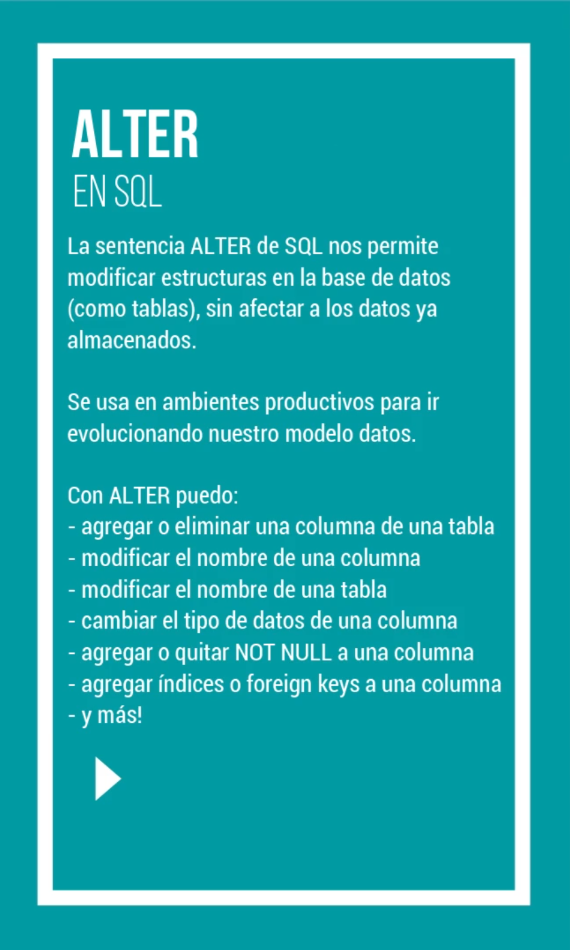 ALTER
EN SQL
La sentencia ALTER de SQL nos permite
modificar estructuras en la base de datos
(como tablas), sin afectar a los datos ya
almacenados.
Se usa en ambientes productivos para ir
evolucionando nuestro modelo datos.
Con ALTER puedo:
- agregar o eliminar una columna de una tabla
- modificar el nombre de una columna
- modificar el nombre de una tabla
- cambiar el tipo de datos de una columna
- agregar o quitar NOT NULL a una columna
- agregar índices o foreign keys a una columna
- y más!